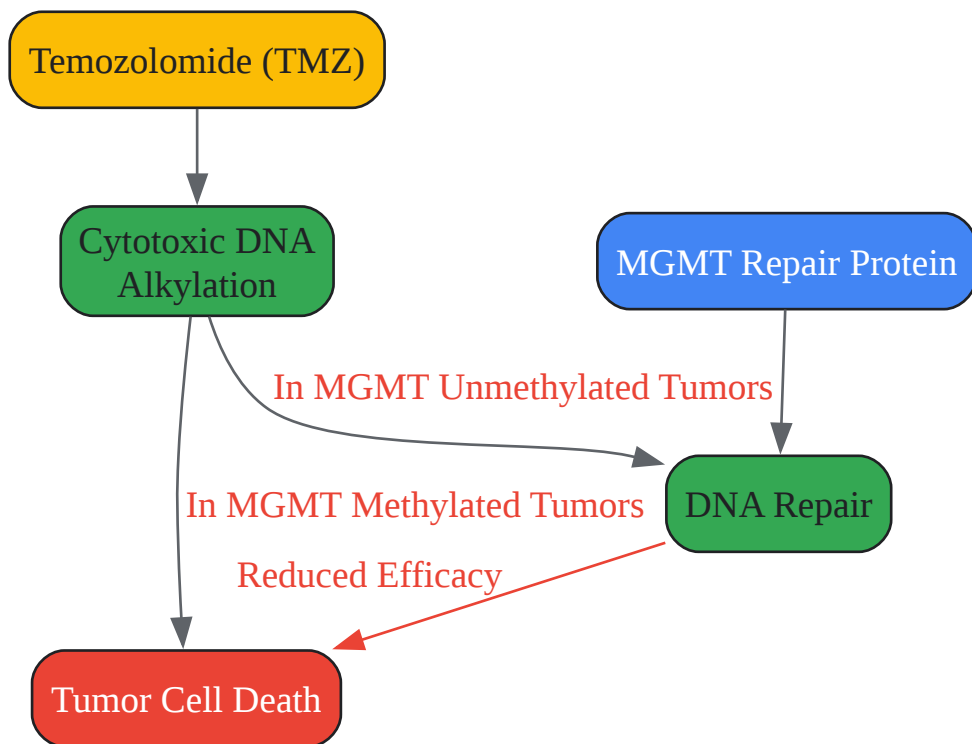 Temozolomide (TMZ)
Cytotoxic DNA
Alkylation
MGMT Repair Protein
In MGMT Unmethylated Tumors
In MGMT Methylated Tumors
DNA Repair
Reduced Efficacy
Tumor Cell Death